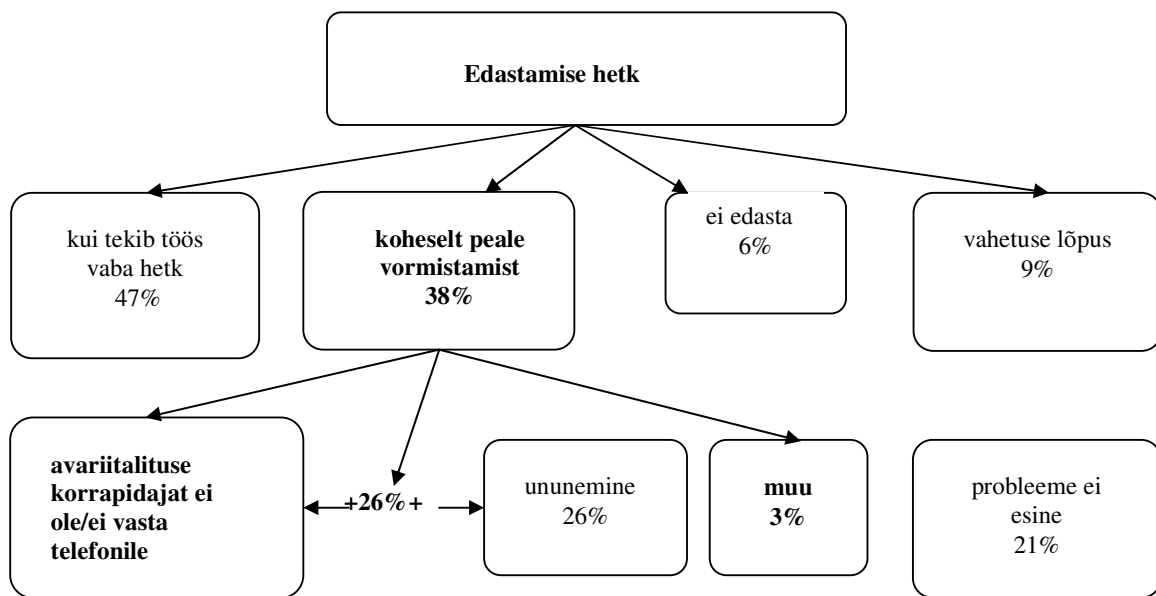 Edastamise hetk
kui tekib töös
vaba hetk
47%
koheselt peale
vormistamist
38%
ei edasta
6%
vahetuse lõpus
9%
avariitalituse
korrapidajat ei
ole/ei vasta
telefonile
+26% +
ununemine
26%
muu
3%
probleeme ei
esine
21%